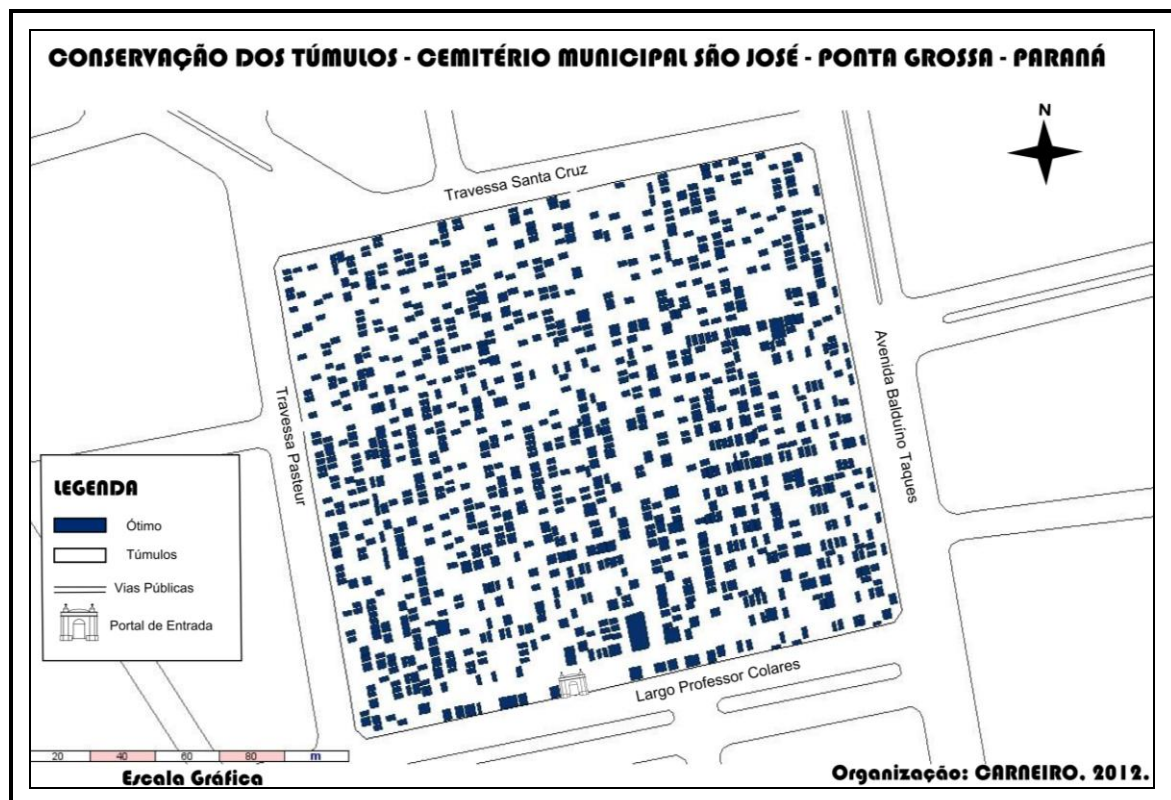 CONSERVAÇÃO DOS TÚMULOS - CEMITÉRIO MUNICIPAL SÃO JOSÉ - PONTA GROSSA - PARANÁ
N
Travessa Santa Cruz
Avenida Balduíno Taques
Travessa Pasteur
Largo Professor Colares
LEGENDA
Ótimo
Túmulos
Vias Públicas
Portal de Entrada
20 40 60 80 m
Escala Gráfica
Organização: CARNEIRO. 2012.